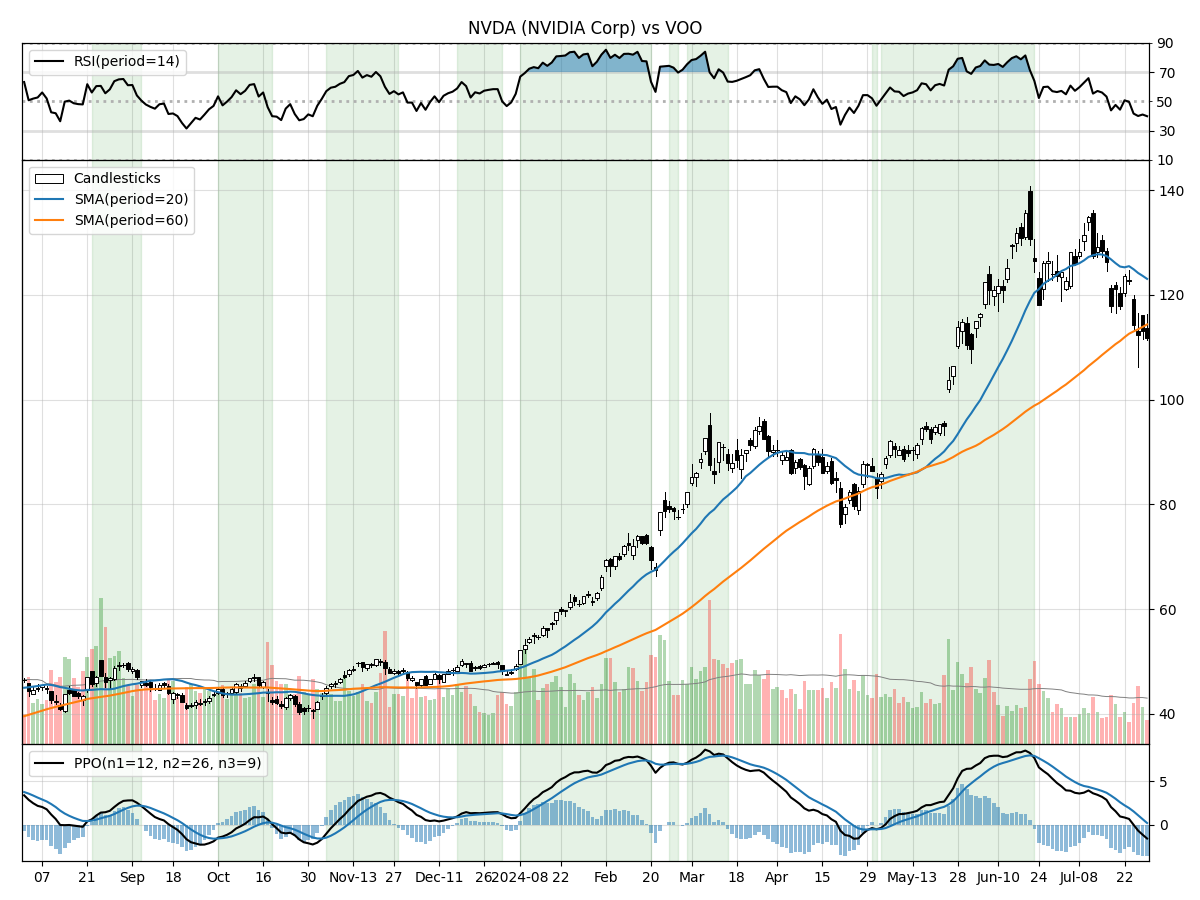 NVDA (NVIDIA Corp) vs VOO
RSI(period=14)
90
70
50
30
10
Candlesticks
SMA(period=20)
SMA(period=60)
140
120
100
80
60
40
PPO(n1=12, n2=26, n3=9)
5
0
07 21 Sep 18 Oct 16 30 Nov-13 27 Dec-11 26 2024-08 22 Feb 20 Mar 18 Apr 15 29 May-13 28 Jun-10 24 Jul-08 22